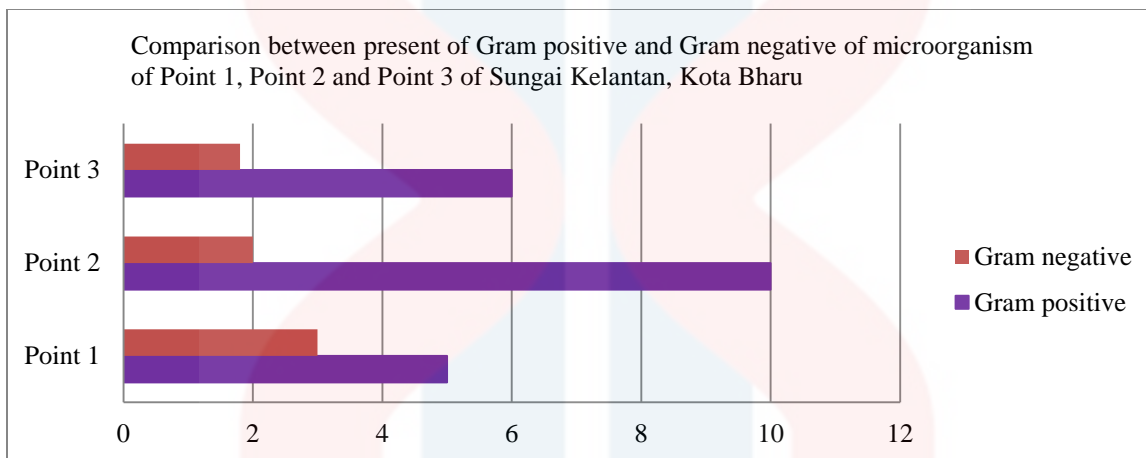 Comparison between present of Gram positive and Gram negative of microorganism
of Point 1, Point 2 and Point 3 of Sungai Kelantan, Kota Bharu
Point 3
Point 2
Point 1
Gram negative
Gram positive
0 2 4 6 8 10 12